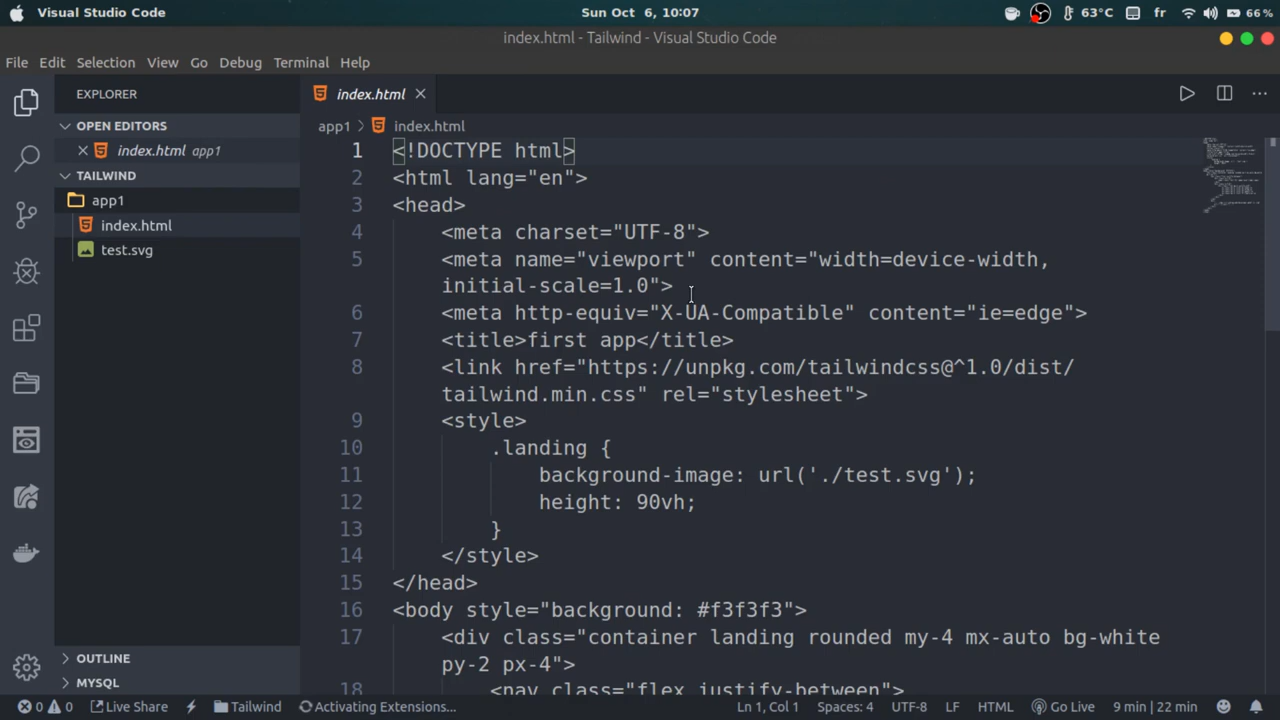 Visual Studio Code
Sun Oct 6, 10:07
63°C
fr
66 %
index.html - Tailwind - Visual Studio Code
File Edit Selection View Go Debug Terminal Help
EXPLORER
index.html
OPEN EDITORS
index.html app1
TAILWIND
app1
index.html
test.svg
OUTLINE
MYSQL
app1 > index.html
1 <!DOCTYPE html>
2 <html lang="en">
3 <head>
4 <meta charset="UTF-8">
5 <meta name="viewport" content="width=device-width,
initial-scale=1.0">
6 <meta http-equiv="X-UA-Compatible" content="ie=edge">
7 <title>first app</title>
8 <link href="https://unpkg.com/tailwindcss@^1.0/dist/
tailwind.min.css" rel="stylesheet">
9 <style>
10 .landing {
11 background-image: url('./test.svg');
12 height: 90vh;
13 }
14 </style>
15 </head>
16 <body style="background: #f3f3f3">
17 <div class="container landing rounded my-4 mx-auto bg-white
py-2 px-4">
18 <nav class="flex justify-between">
0 0 Live Share Tailwind Activating Extensions... Ln 1, Col 1 Spaces: 4 UTF-8 LF HTML Go Live 9 min | 22 min